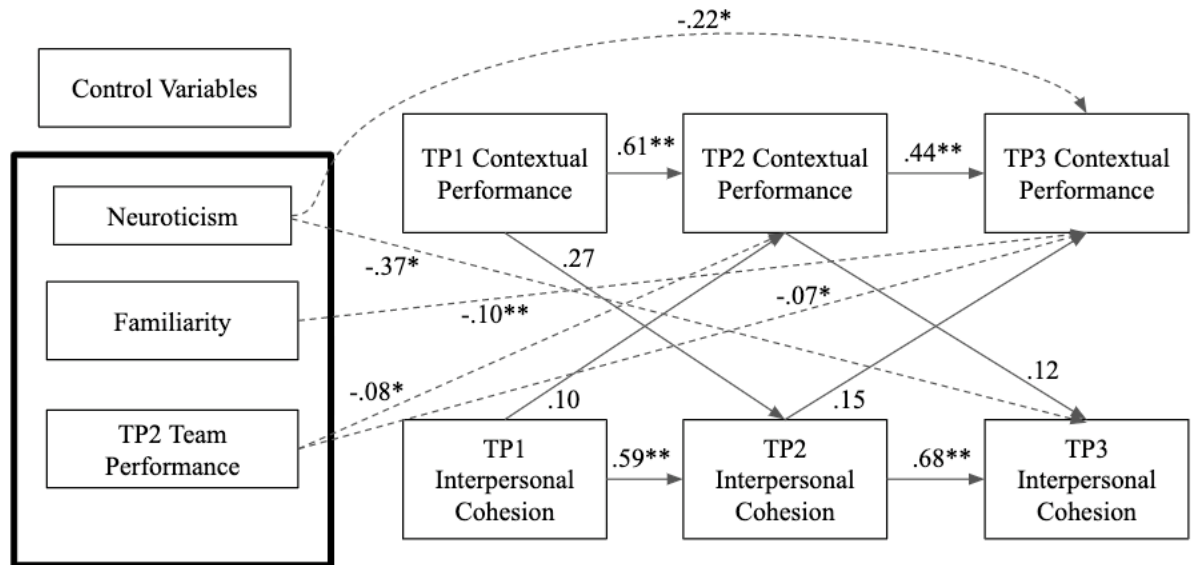 -.22*
Control Variables
Neuroticism
Familiarity
TP2 Team
Performance
TP1 Contextual
Performance
.61**
TP2 Contextual
Performance
.44**
TP3 Contextual
Performance
-.37*
.27
-.10**
-.07*
-.08*
.10
.15
.12
TP1
Interpersonal
Cohesion
.59**
TP2
Interpersonal
Cohesion
.68**
TP3
Interpersonal
Cohesion